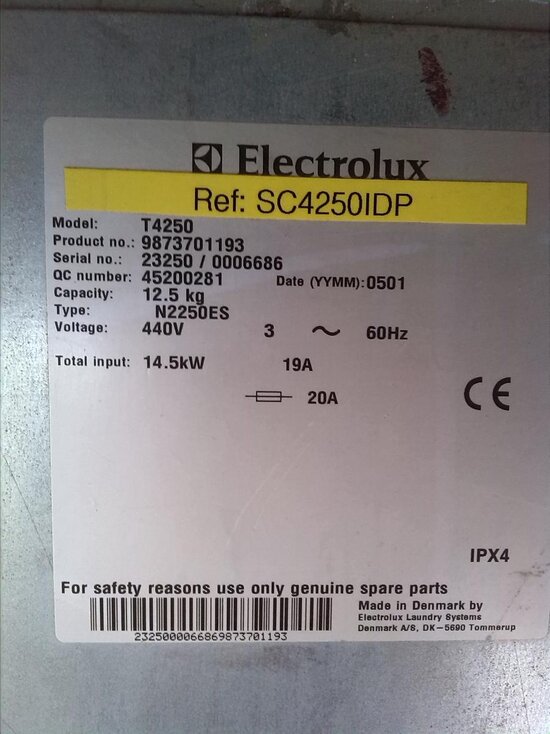 Electrolux
Ref: SC4250IDP
Model: T4250
Product no.: 9873701193
Serial no.: 23250 / 0006686
QC number: 45200281 Date (YYMM): 0501
Capacity: 12.5 kg
Type: N2250ES
Voltage: 440V 3 ~ 60Hz
Total input: 14.5kW 19A
20A
CE
IPX4
For safety reasons use only genuine spare parts
Made in Denmark by
Electrolux Laundry Systems
Denmark A/S, DK-5690 Tommerup
2325000066869873701193